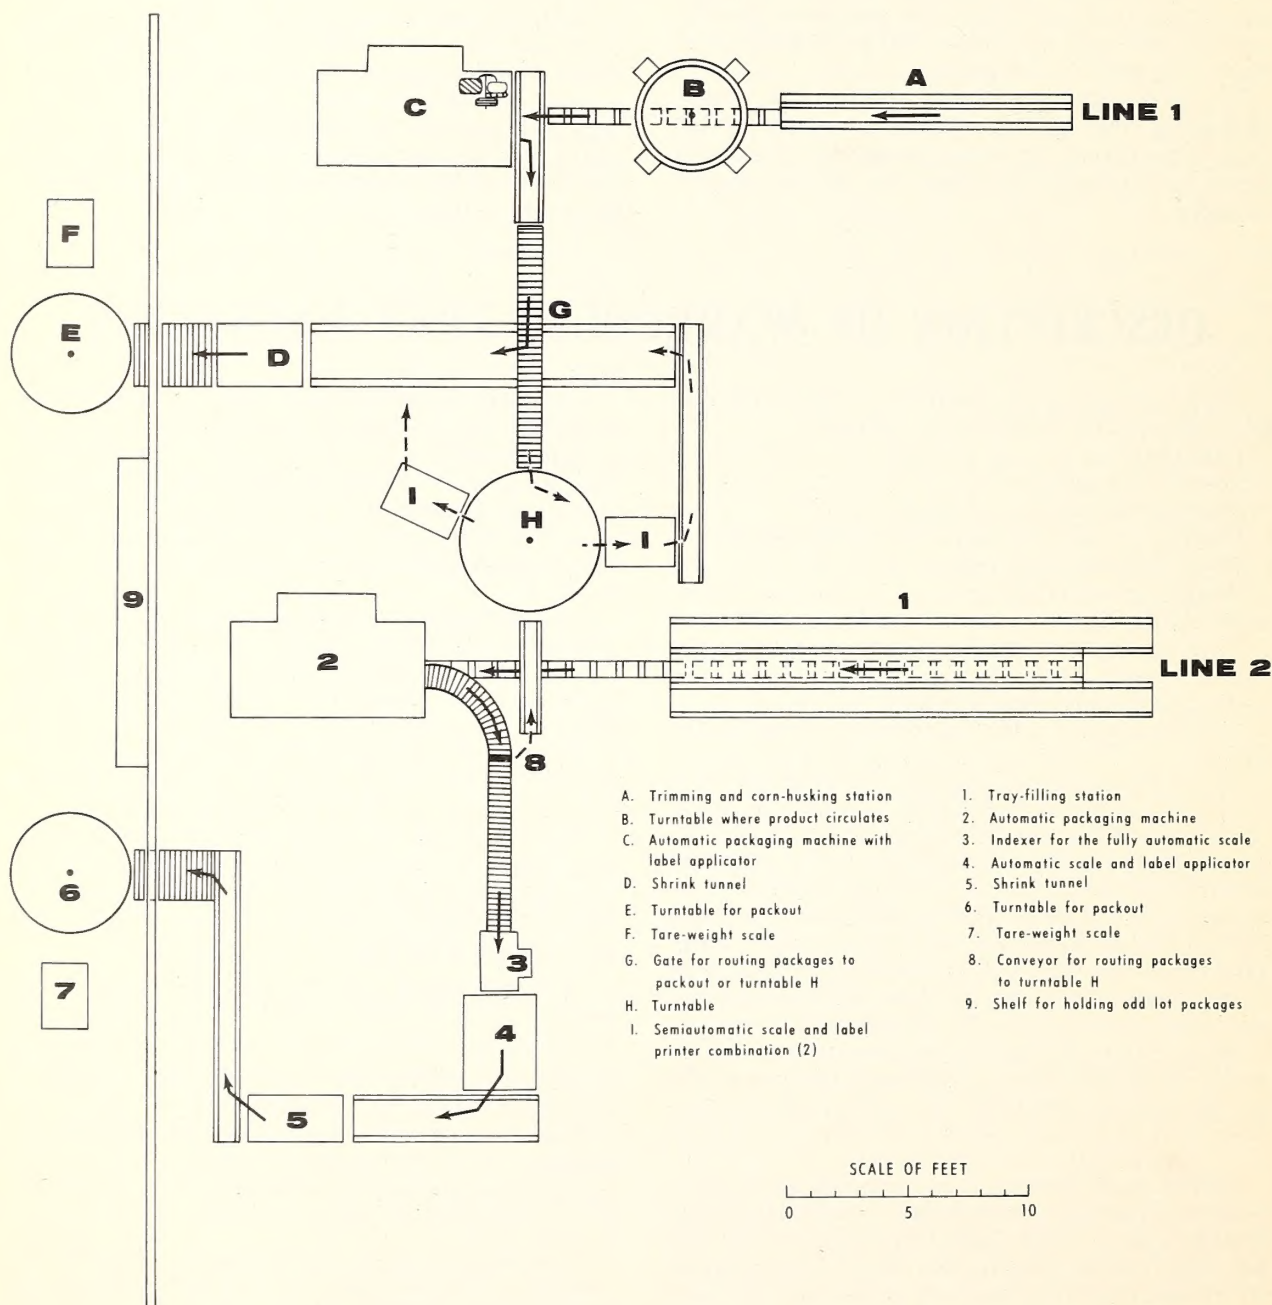 A
B
C
LINE 1
F
E
G
D
I
H
I
9
1
2
LINE 2
8
6
3
7
4
5
A. Trimming and corn-husking station
B. Turntable where product circulates
C. Automatic packaging machine with
label applicator
D. Shrink tunnel
E. Turntable for packout
F. Tare-weight scale
G. Gate for routing packages to
packout or turntable H
H. Turntable
I. Semiautomatic scale and label
printer combination (2)
1. Tray-filling station
2. Automatic packaging machine
3. Indexer for the fully automatic scale
4. Automatic scale and label applicator
5. Shrink tunnel
6. Turntable for packout
7. Tare-weight scale
8. Conveyor for routing packages
to turntable H
9. Shelf for holding odd lot packages
SCALE OF FEET
0 5 10